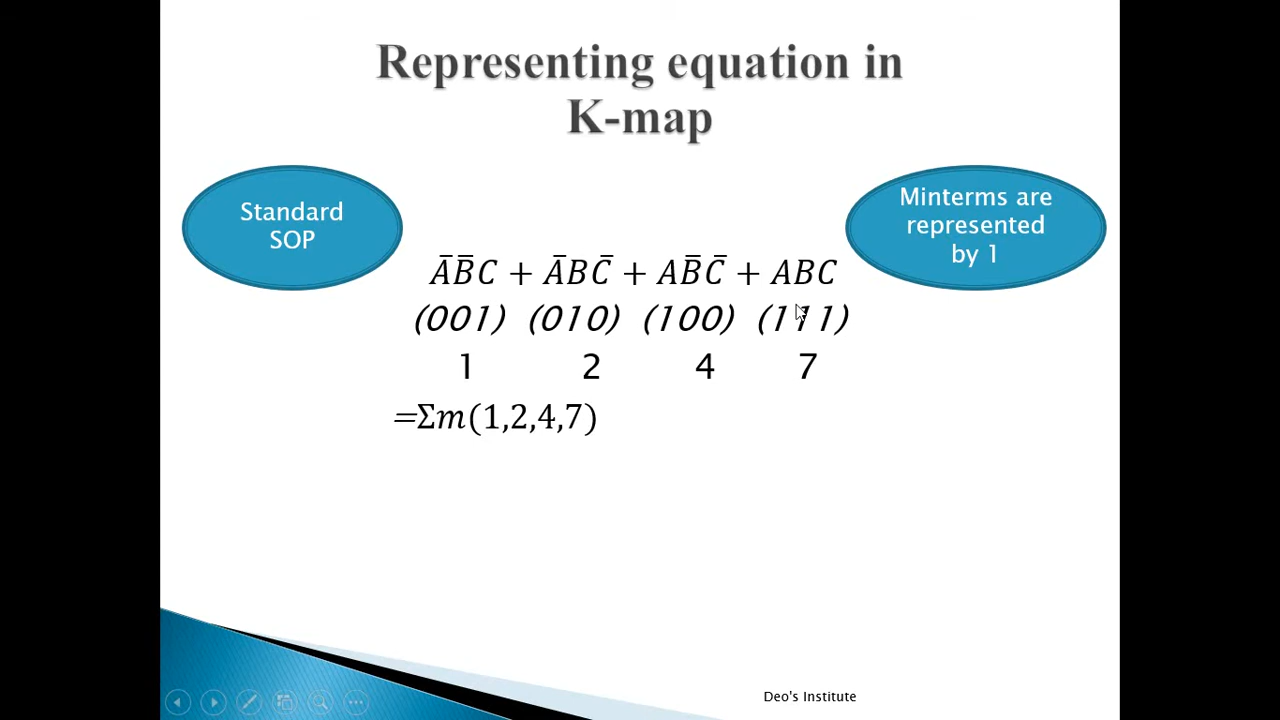 Representing equation in
K-map
Standard
SOP
Minterms are
represented
by 1
A̅B̅C + A̅BC̅ + AB̅C̅ + ABC
(001) (010) (100) (111)
1 2 4 7
=Σm(1,2,4,7)
Deo's Institute